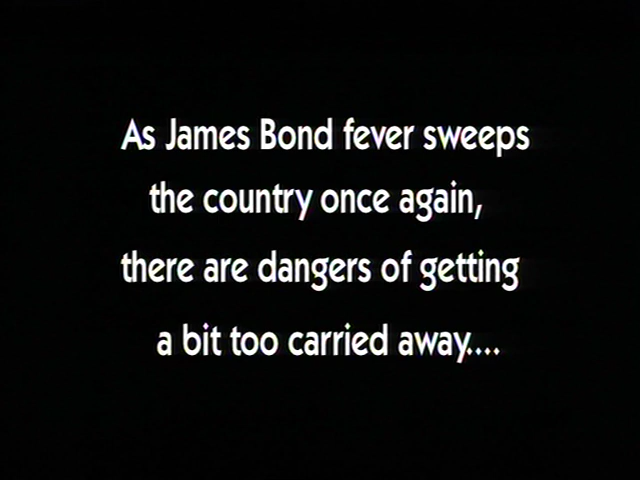 As James Bond fever sweeps
the country once again,
there are dangers of getting
a bit too carried away....